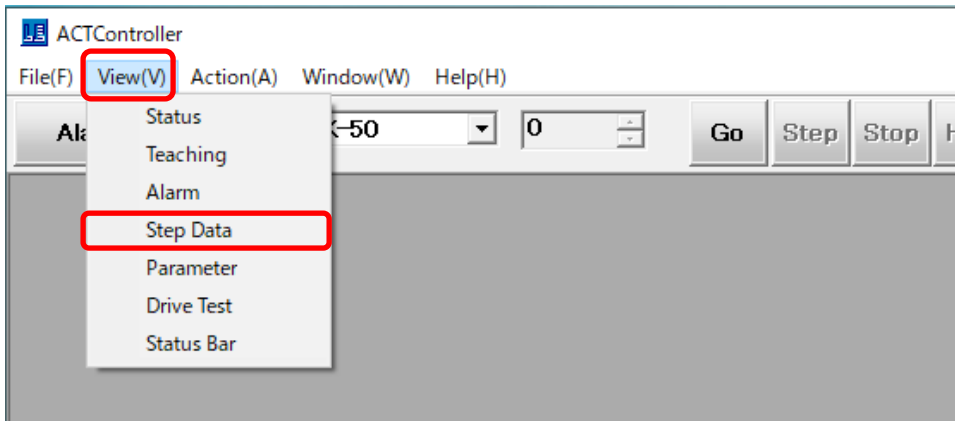 ACTController
File(F) View(V) Action(A) Window(W) Help(H)
-50 0 Go Step Stop
Status
Teaching
Alarm
Step Data
Parameter
Drive Test
Status Bar